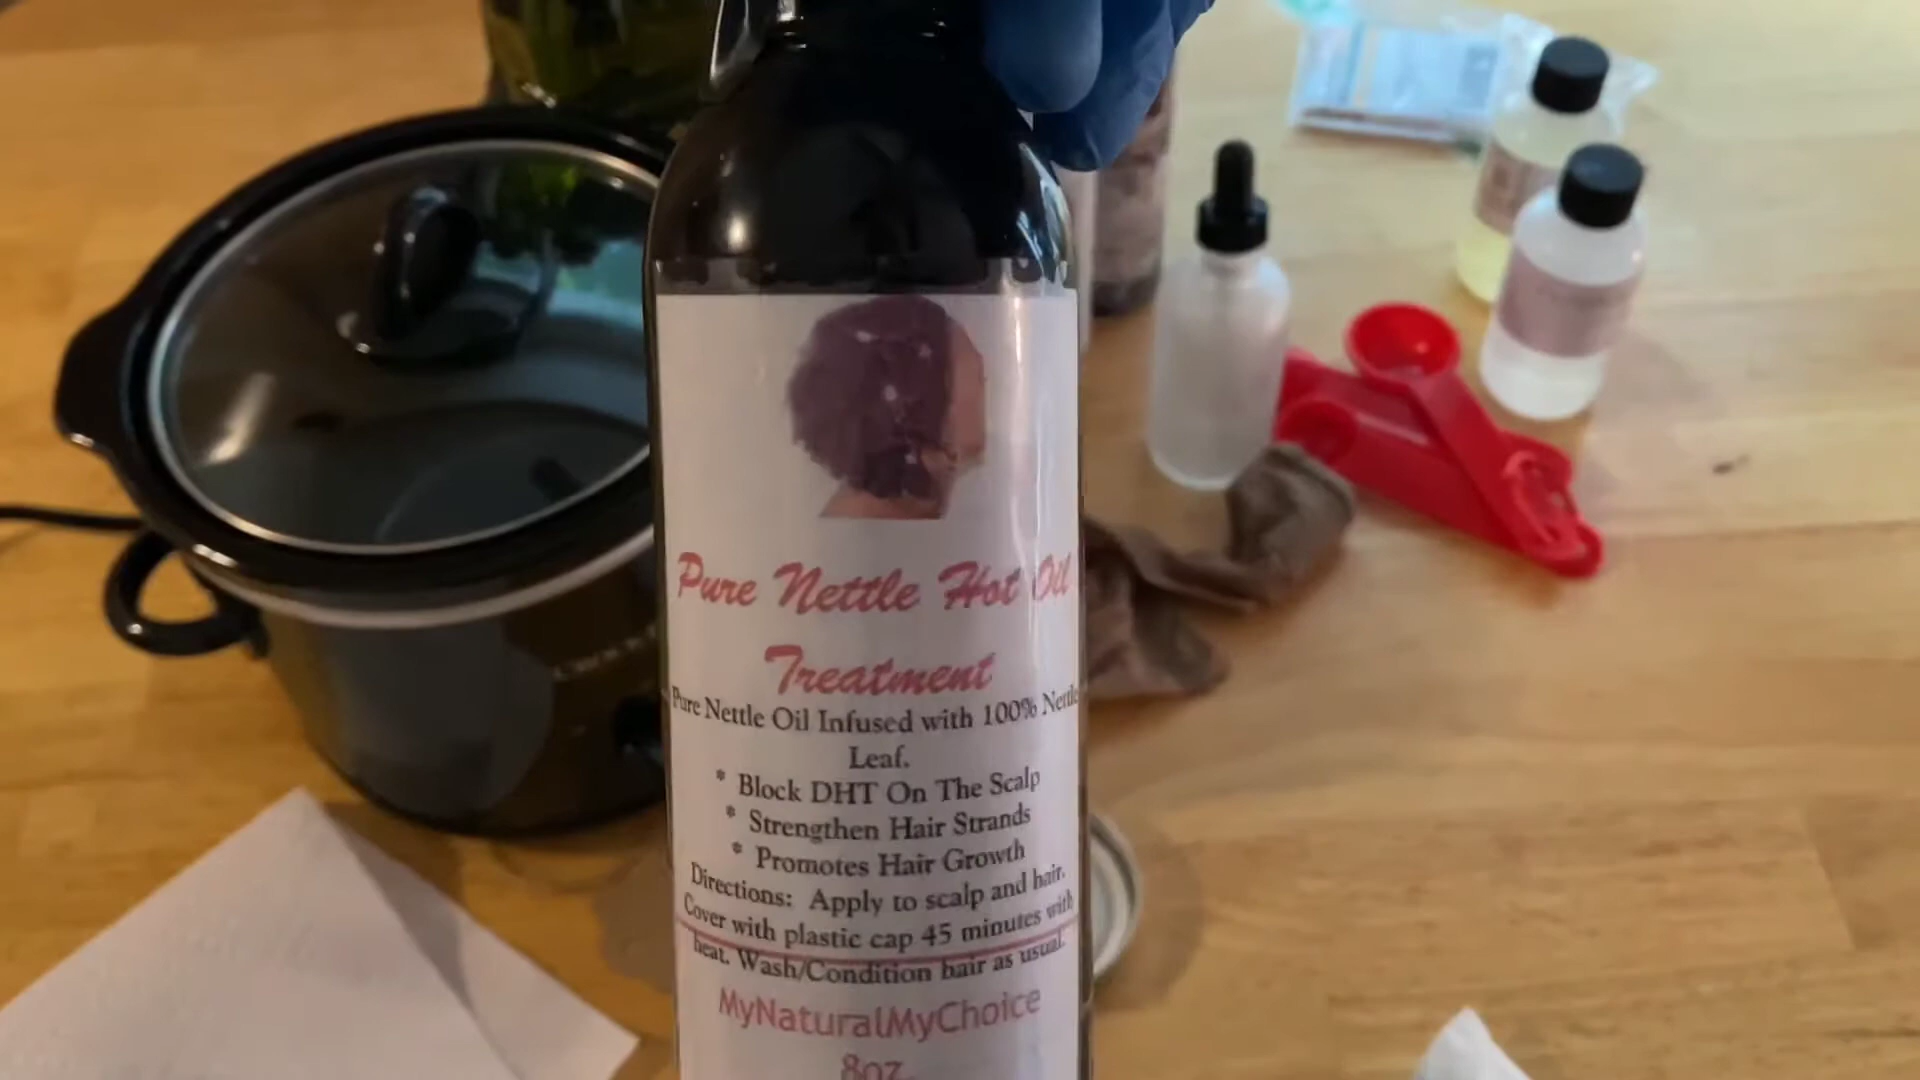 Pure Nettle Hot Oil
Treatment
Pure Nettle Oil Infused with 100% Nettle
Leaf.
* Block DHT On The Scalp
* Strengthen Hair Strands
* Promotes Hair Growth
Directions: Apply to scalp and hair.
Cover with plastic cap 45 minutes with
heat. Wash/Condition hair as usual.
MyNaturalMyChoice
8oz.